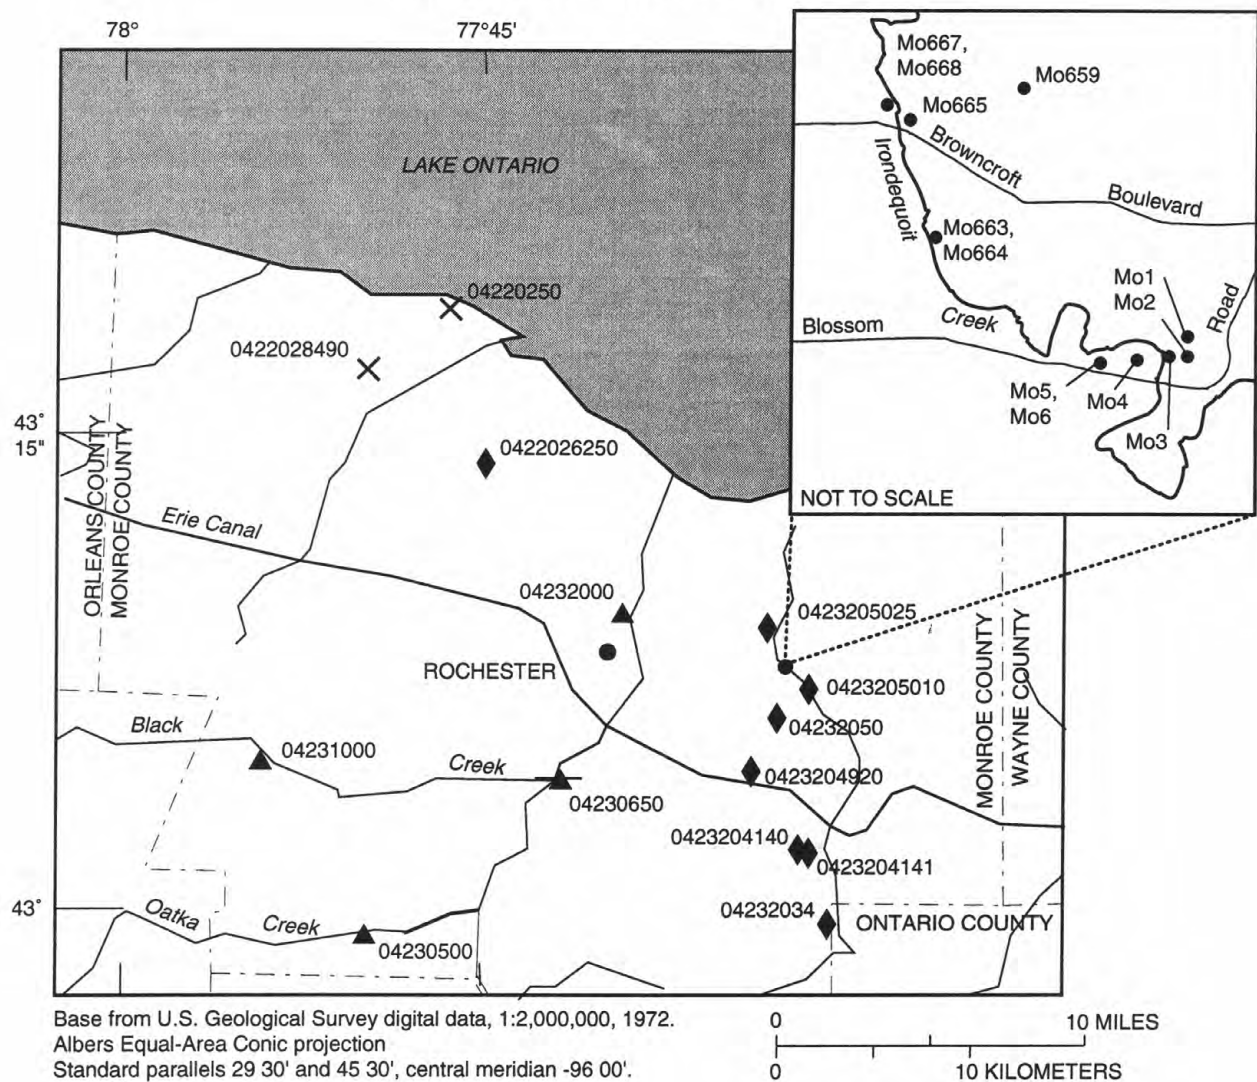 78°
77°45'
Mo667,
Mo668
Mo659
Mo665
Browncroft
Boulevard
Irondequoit
Mo663,
Mo664
Mo1
Mo2
Road
Creek
Blossom
Mo5,
Mo6
Mo4
Mo3
NOT TO SCALE
LAKE ONTARIO
04220250
0422028490
43°
15"
ORLEANS COUNTY
MONROE COUNTY
0422026250
Erie Canal
04232000
0423205025
ROCHESTER
MONROE COUNTY
WAYNE COUNTY
0423205010
04232050
Black
04231000
Creek
04230650
0423204920
0423204140
0423204141
43°
Oatka
Creek
04230500
04232034
ONTARIO COUNTY
Base from U.S. Geological Survey digital data, 1:2,000,000, 1972.
Albers Equal-Area Conic projection
Standard parallels 29 30' and 45 30', central meridian -96 00'.
0 10 MILES
0 10 KILOMETERS